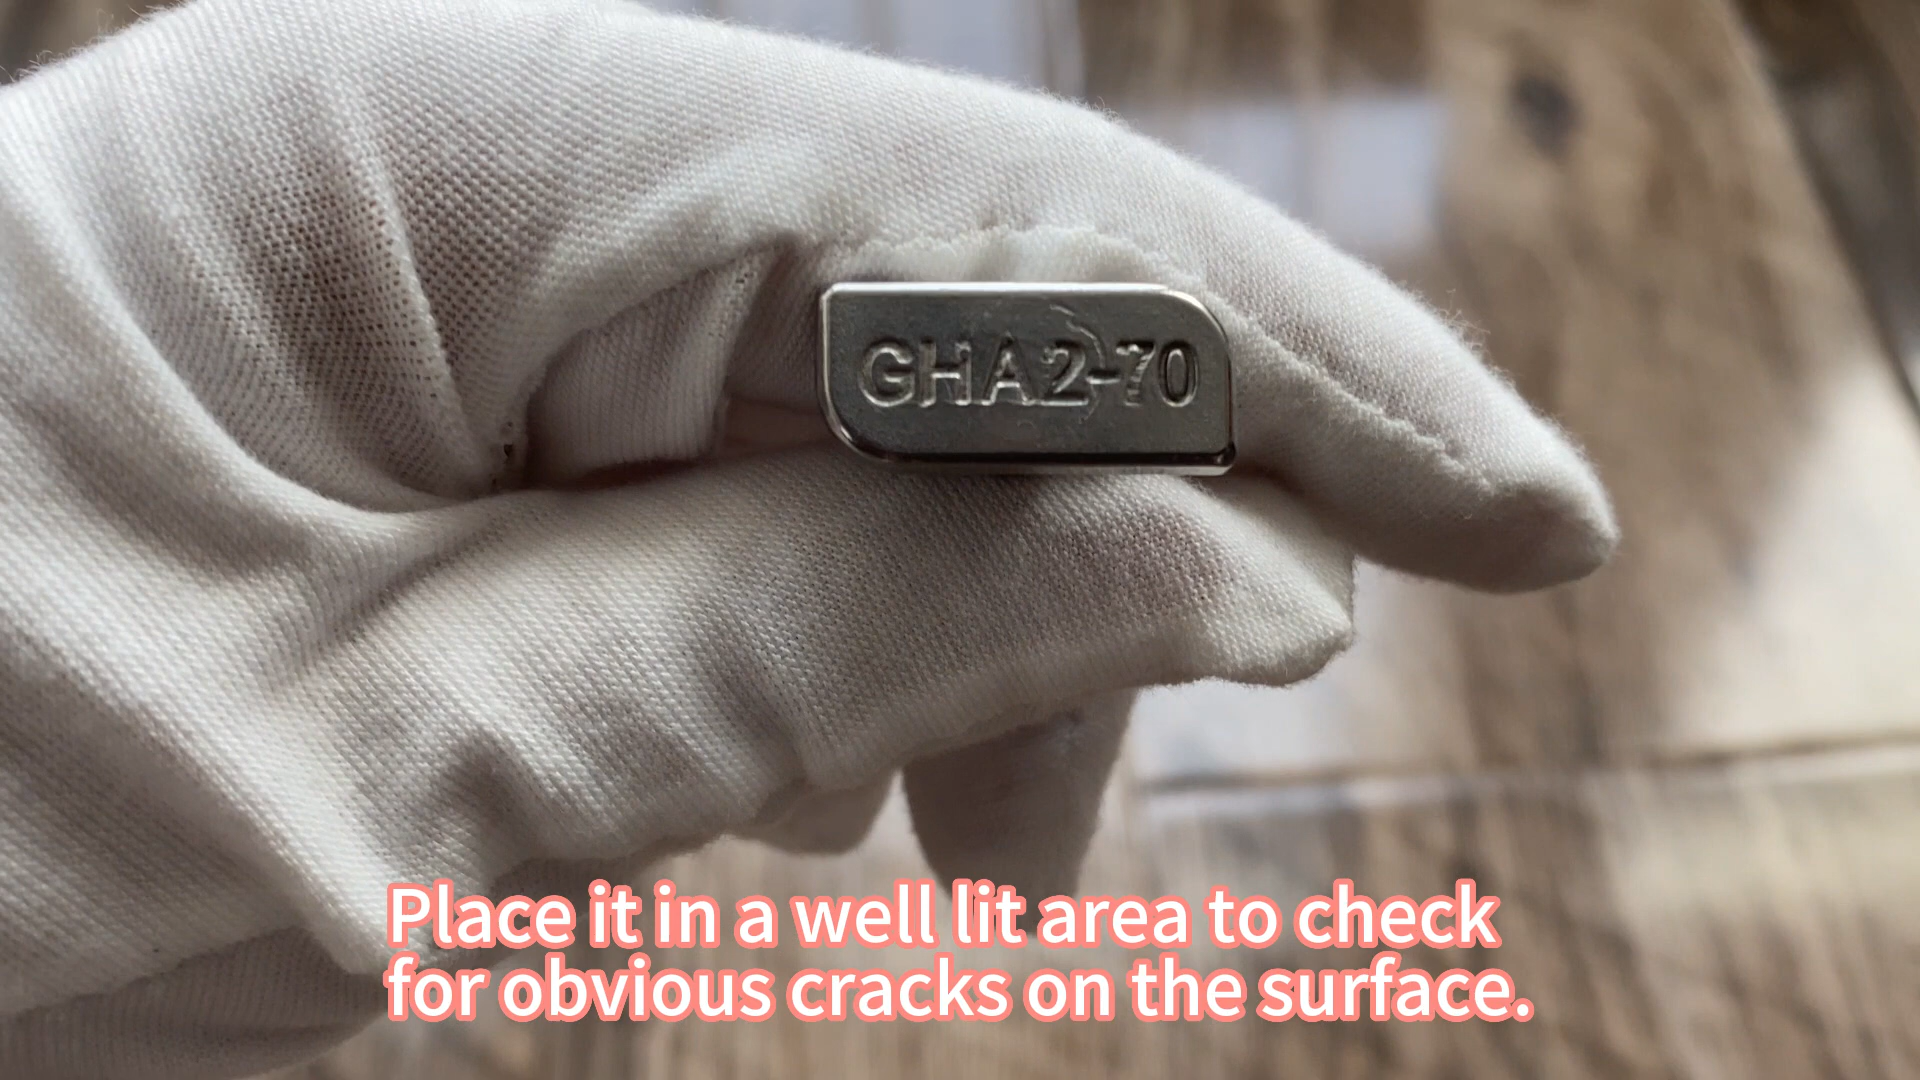 GHA2-70
Place it in a well lit area to check
for obvious cracks on the surface.